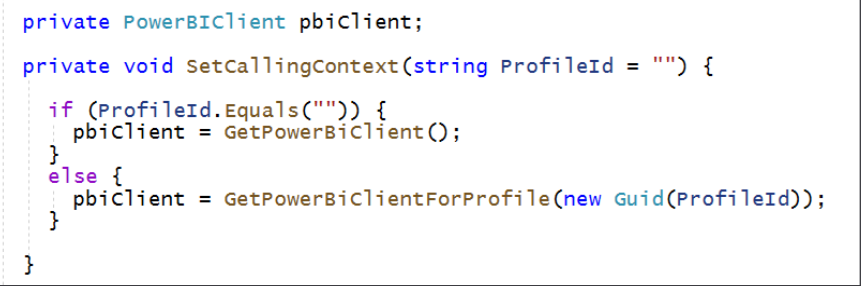 private PowerBIClient pbiClient;
private void SetCallingContext(string ProfileId = "") {
if (ProfileId.Equals("")) {
pbiClient = GetPowerBiClient();
}
else {
pbiClient = GetPowerBiClientForProfile(new Guid(ProfileId));
}
}